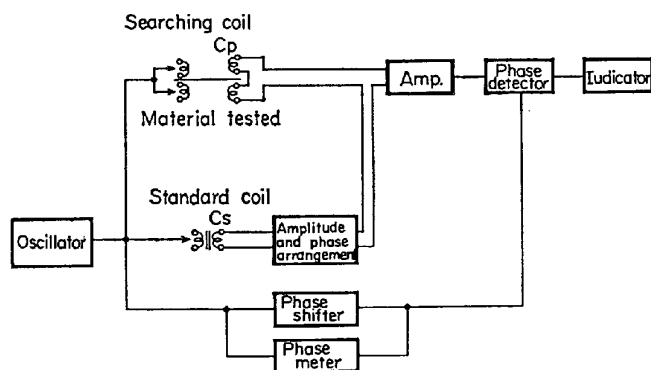 Searching coil
Cp
Amp.
Phase
detector
Iudicator
Material tested
Standard coil
Cs
Oscillator
Amplitude
and phase
arrangement
Phase
shifter
Phase
meter